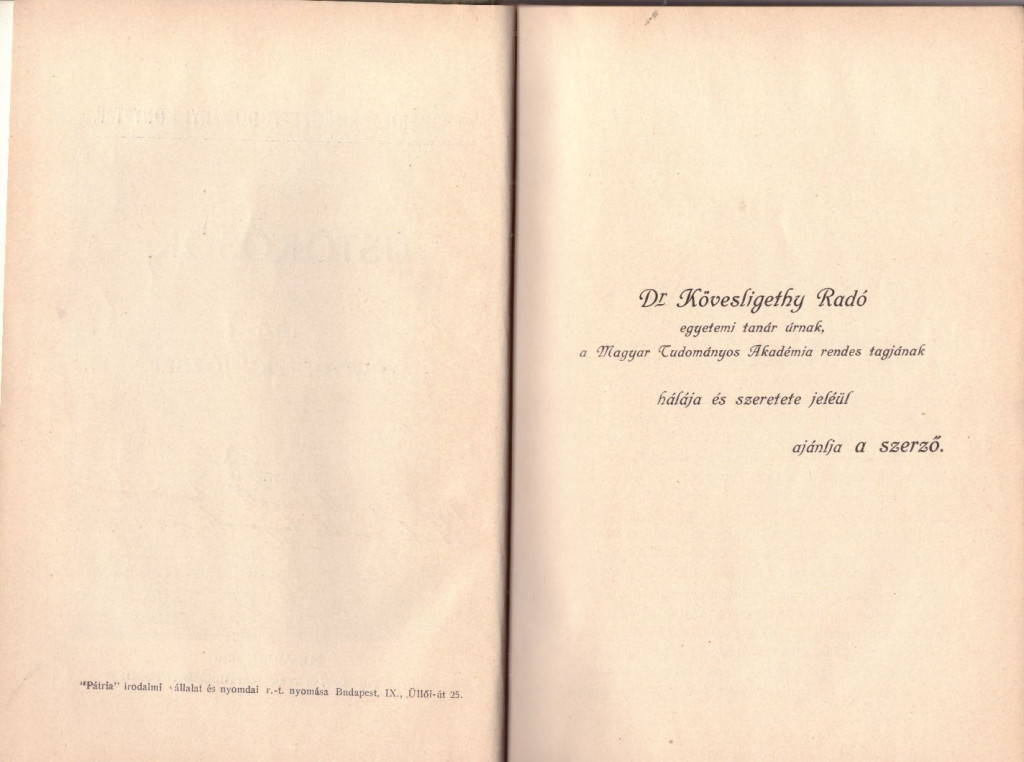 "Pátria" irodalmi vállalat és nyomdai r.-t. nyomása Budapest, IX., Üllői-út 25.
Dr Kövesligethy Radó
egyetemi tanár úrnak,
a Magyar Tudományos Akadémia rendes tagjának
hálája és szeretete jeléül
ajánlja a szerző.